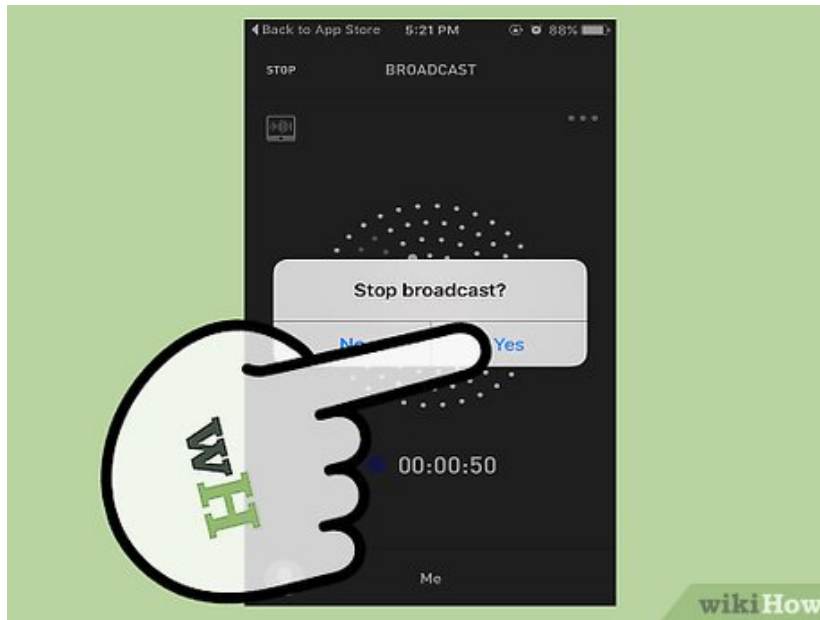 Back to App Store 5:21 PM 88%
STOP BROADCAST
Stop broadcast?
No Yes
wH
00:00:50
Me
wikiHow